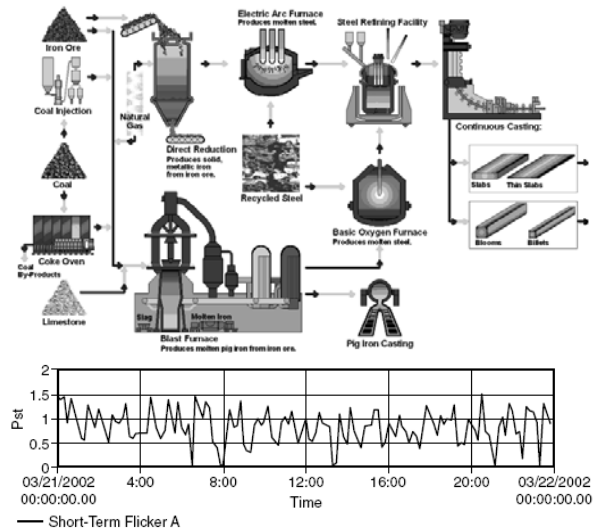 Electric Arc Furnace
Produces molten steel.
Steel Refining Facility
Iron Ore
Coal Injection
Natural
Gas
Direct Reduction
Produces solid,
metallic iron
from iron ore.
Recycled Steel
Continuous Casting:
Slabs Thin Slabs
Coal
Basic Oxygen Furnace
Produces molten steel.
Blooms Billets
Coke Oven
Coal
By-Products
Limestone
Slag Molten Iron
Blast Furnace
Produces molten pig iron from iron ore.
Pig Iron Casting
2
1.5
1
0.5
0
Pst
03/21/2002 4:00 8:00 12:00 16:00 20:00 03/22/2002
00:00:00.00 Time 00:00:00.00
Short-Term Flicker A